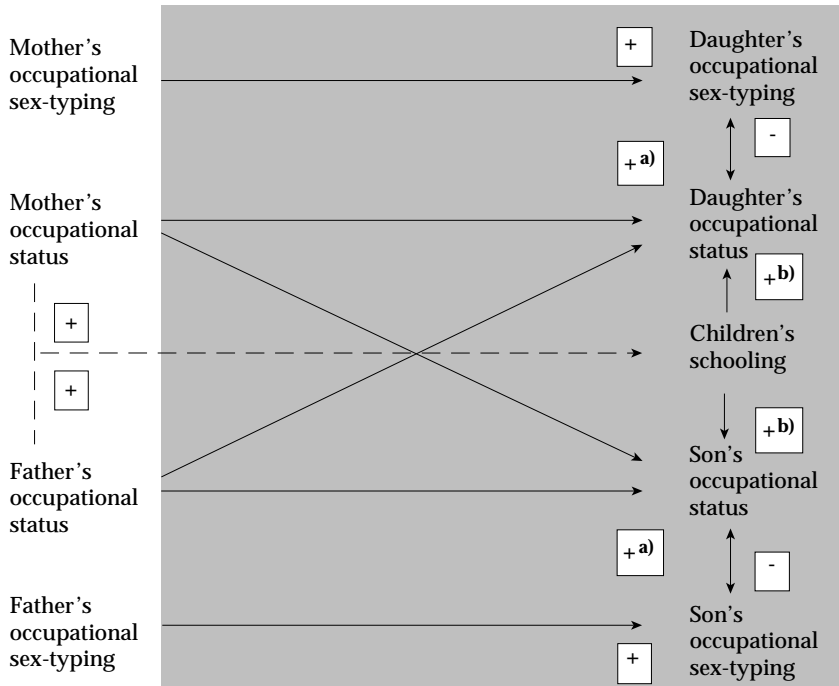 Mother's
occupational
sex-typing
+
Daughter's
occupational
sex-typing
-
+a)
Mother's
occupational
status
Daughter's
occupational
status
+b)
+
+
Children's
schooling
+b)
Father's
occupational
status
Son's
occupational
status
+a)
-
Father's
occupational
sex-typing
+
Son's
occupational
sex-typing